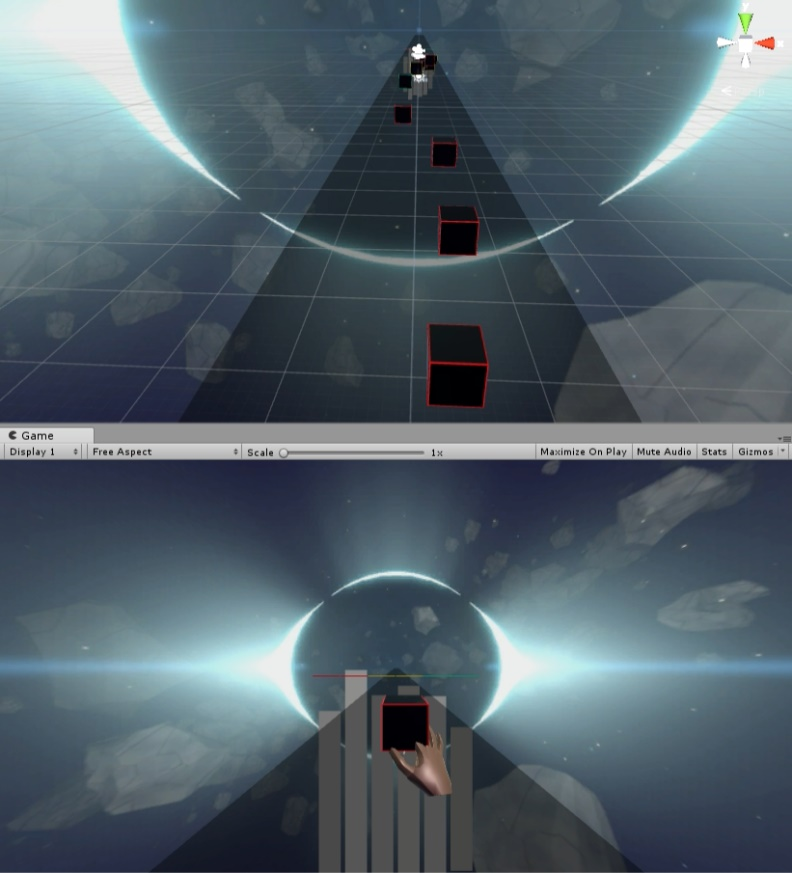 y
Game
Display 1
Free Aspect
Scale
1x
Maximize On Play
Mute Audio
Stats
Gizmos